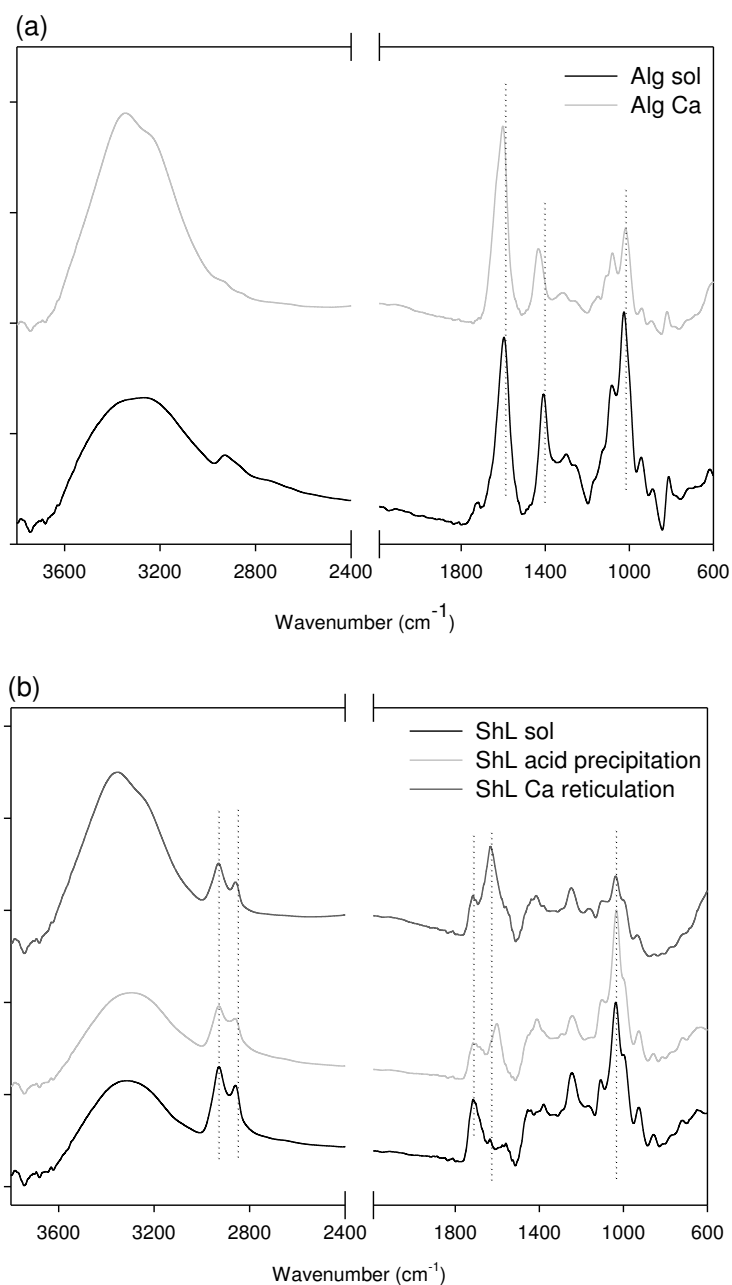 (a)
Alg sol
Alg Ca
3600 3200 2800 2400 1800 1400 1000 600
Wavenumber (cm-1)
(b)
ShL sol
ShL acid precipitation
ShL Ca reticulation
3600 3200 2800 2400 1800 1400 1000 600
Wavenumber (cm-1)